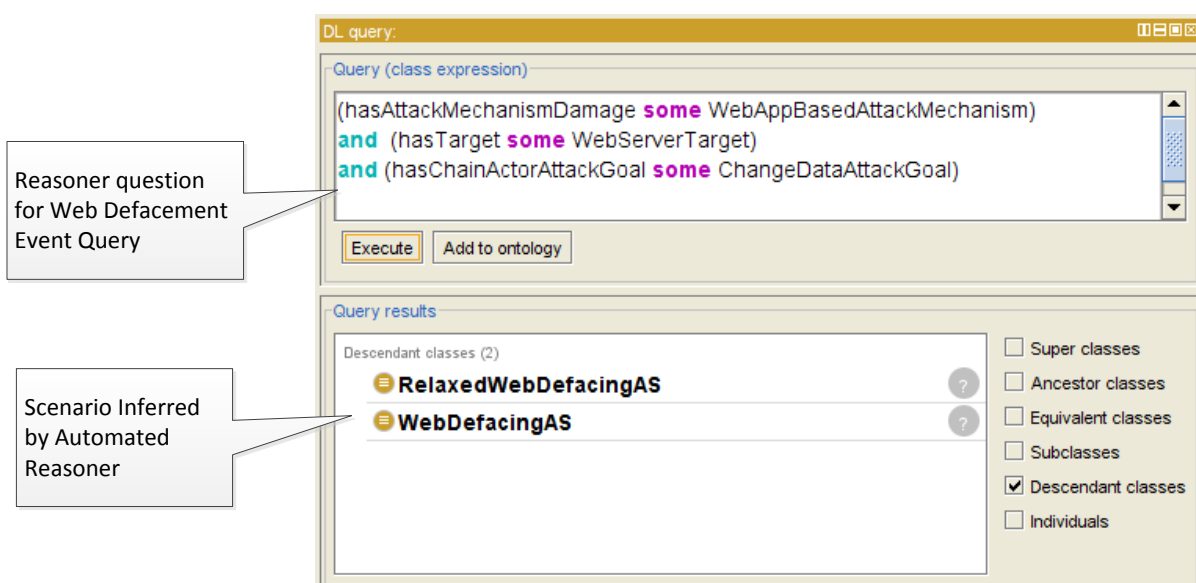 DL query:
Query (class expression)
(hasAttackMechanismDamage some WebAppBasedAttackMechanism)
and (hasTarget some WebServerTarget)
and (hasChainActorAttackGoal some ChangeDataAttackGoal)
Reasoner question
for Web Defacement
Event Query
Execute
Add to ontology
Query results
Descendant classes (2)
RelaxedWebDefacingAS
?
WebDefacingAS
?
Scenario Inferred
by Automated
Reasoner
Super classes
Ancestor classes
Equivalent classes
Subclasses
Descendant classes
Individuals